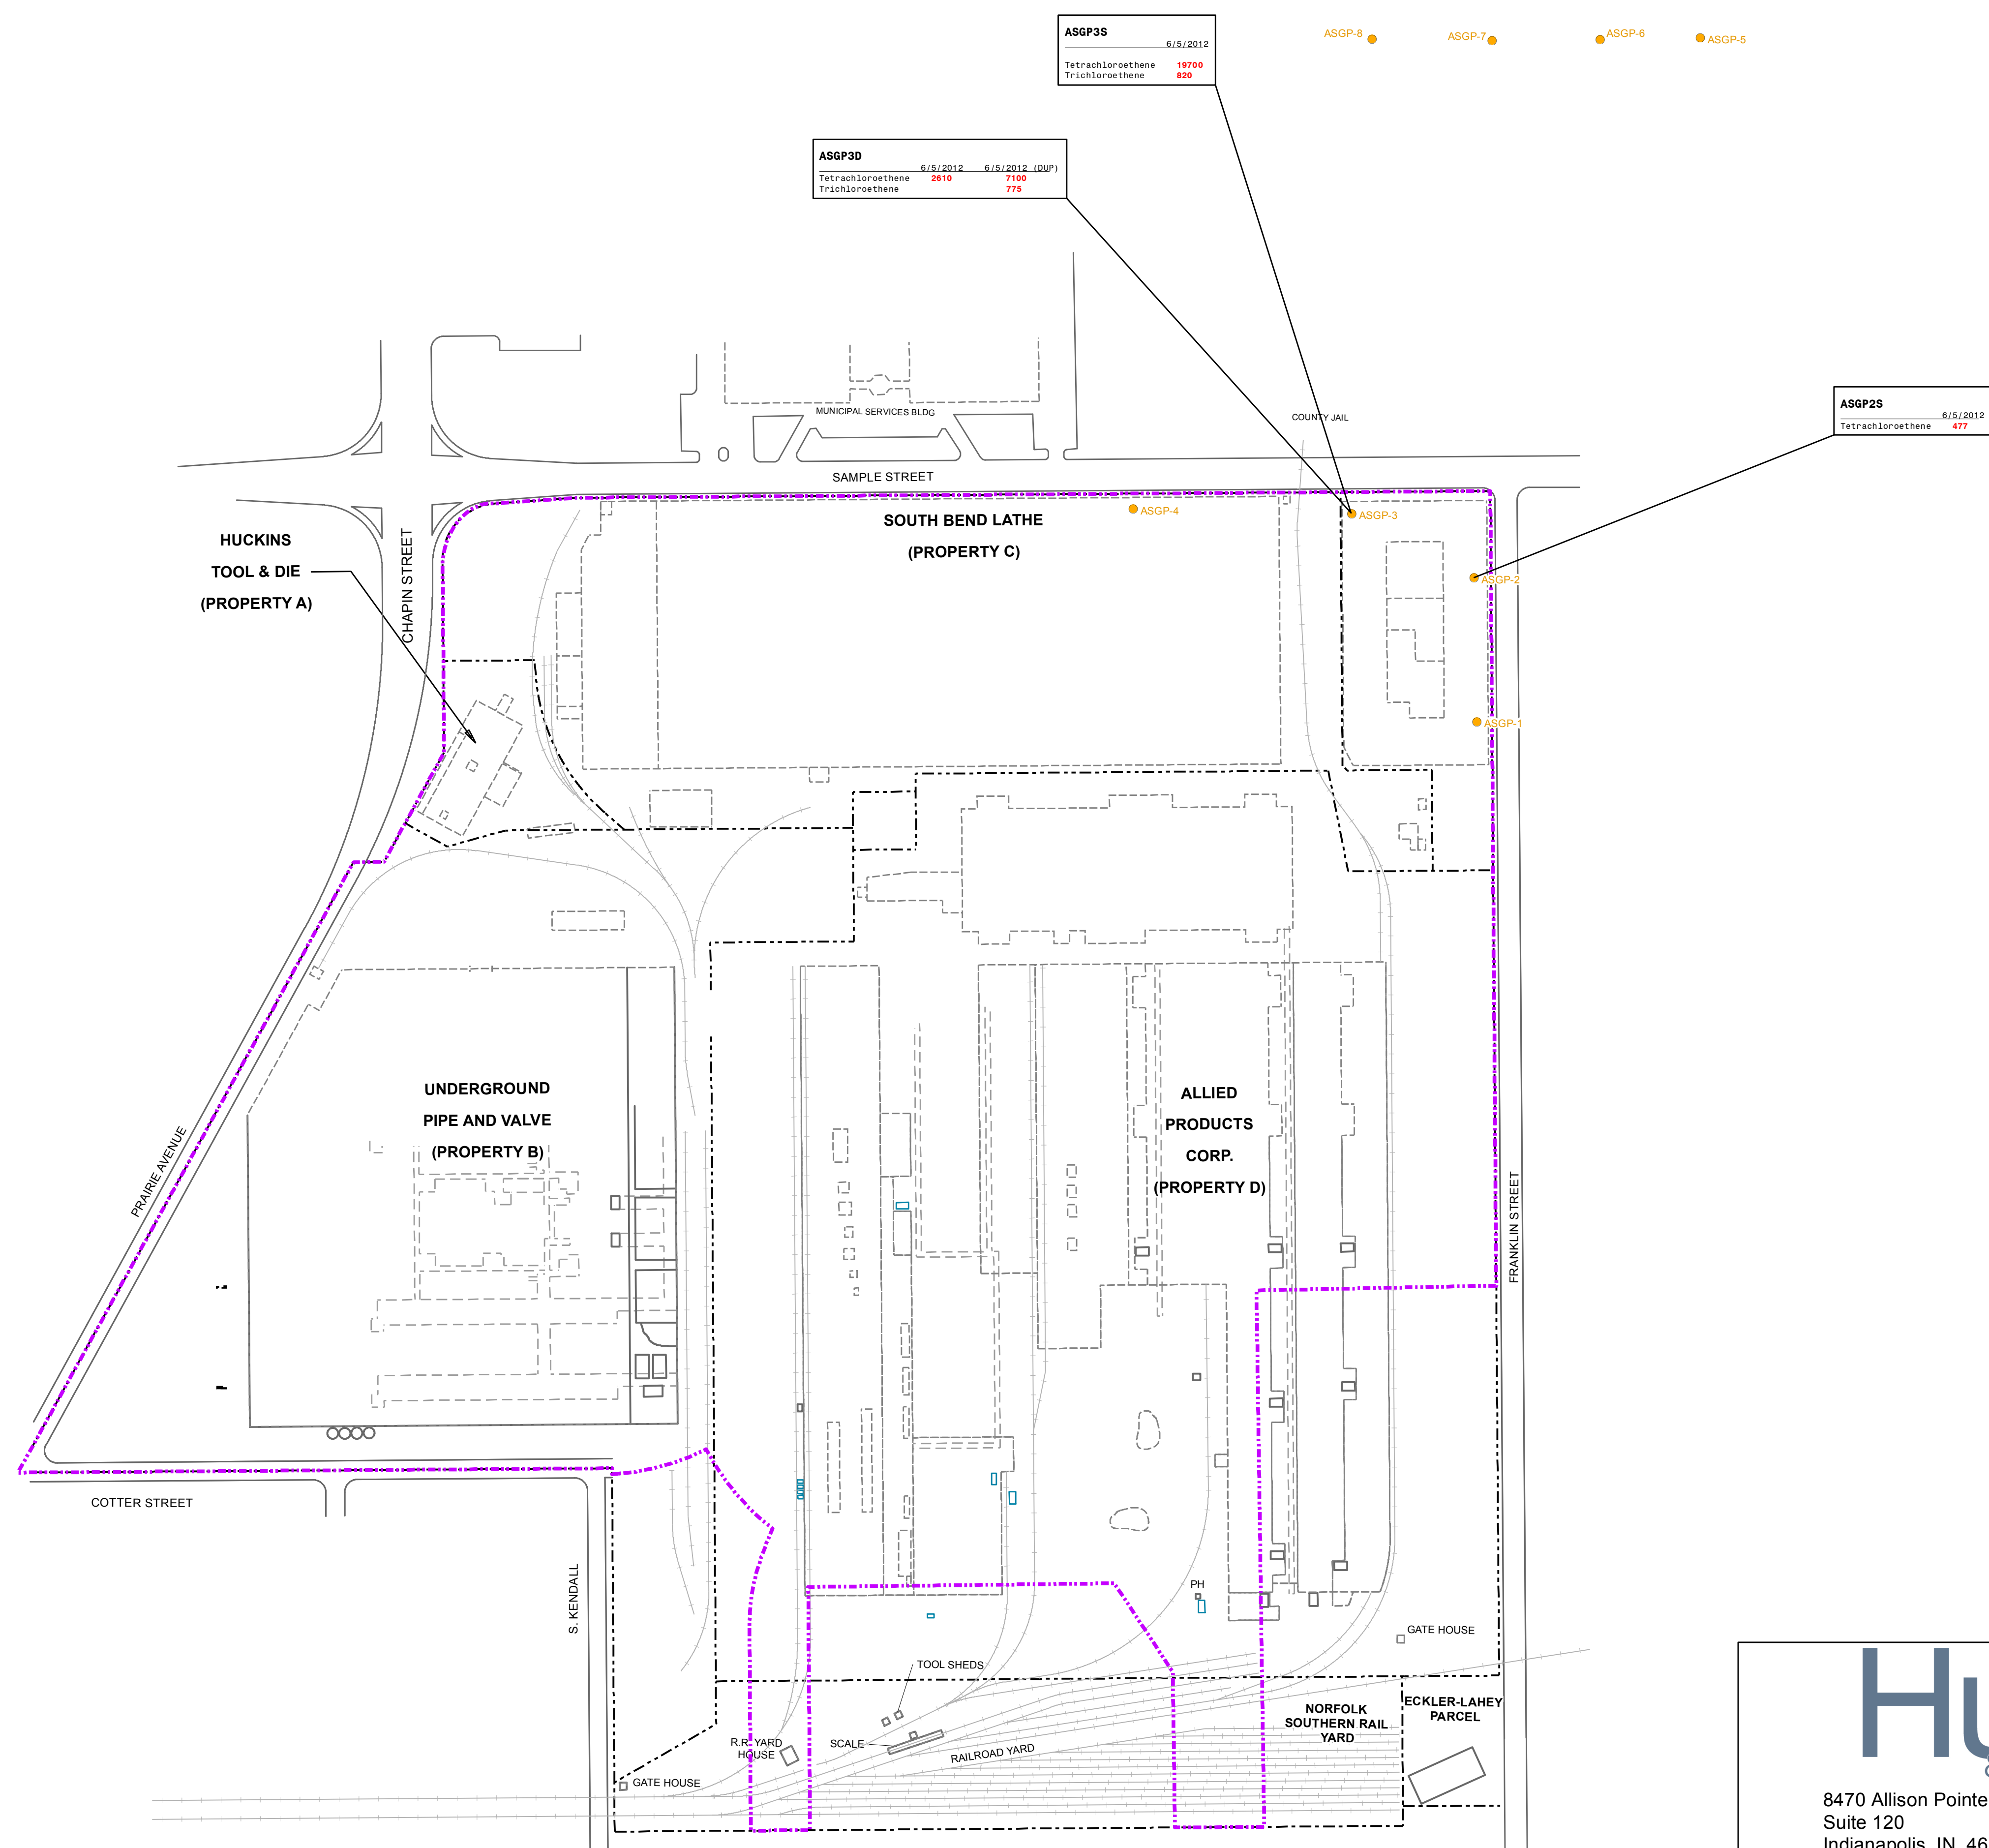 ASGP3S
6/5/2012
Tetrachloroethene 19700
Trichloroethene 820
ASGP-8
ASGP-7
ASGP-6
ASGP-5
ASGP3D
6/5/2012 6/5/2012 (DUP)
Tetrachloroethene 2610 7100
Trichloroethene 775
ASGP2S
6/5/2012
Tetrachloroethene 477
MUNICIPAL SERVICES BLDG
COUNTY JAIL
SAMPLE STREET
HUCKINS
TOOL & DIE
(PROPERTY A)
CHAPIN STREET
SOUTH BEND LATHE
(PROPERTY C)
ASGP-4
ASGP-3
ASGP-2
ASGP-1
UNDERGROUND
PIPE AND VALVE
(PROPERTY B)
ALLIED
PRODUCTS
CORP.
(PROPERTY D)
PRAIRIE AVENUE
FRANKLIN STREET
COTTER STREET
S. KENDALL
PH
GATE HOUSE
TOOL SHEDS
R.R. YARD
HOUSE
SCALE
RAILROAD YARD
NORFOLK
SOUTHERN RAIL
YARD
ECKLER-LAHEY
PARCEL
GATE HOUSE
8470 Allison Pointe
Suite 120
Indianapolis, IN 46